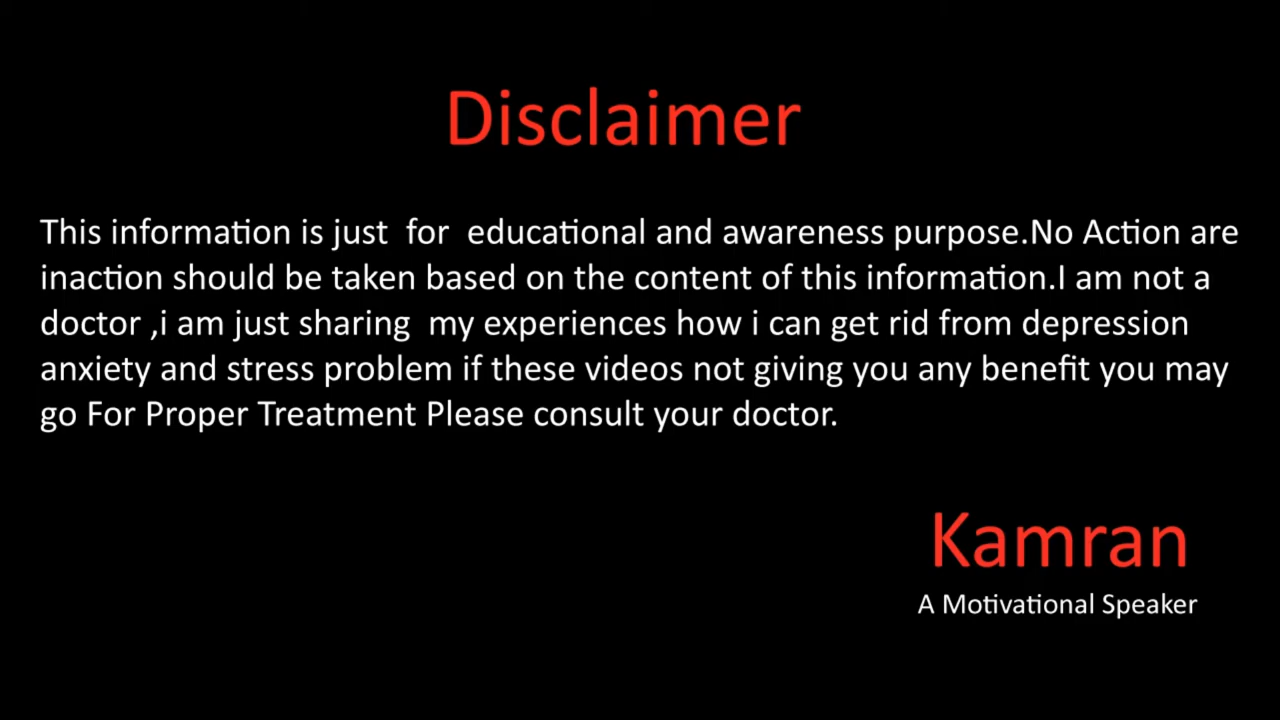 Disclaimer
This information is just  for  educational and awareness purpose.No Action are
inaction should be taken based on the content of this information.I am not a
doctor ,i am just sharing  my experiences how i can get rid from depression
anxiety and stress problem if these videos not giving you any benefit you may
go For Proper Treatment Please consult your doctor.
Kamran
A Motivational Speaker